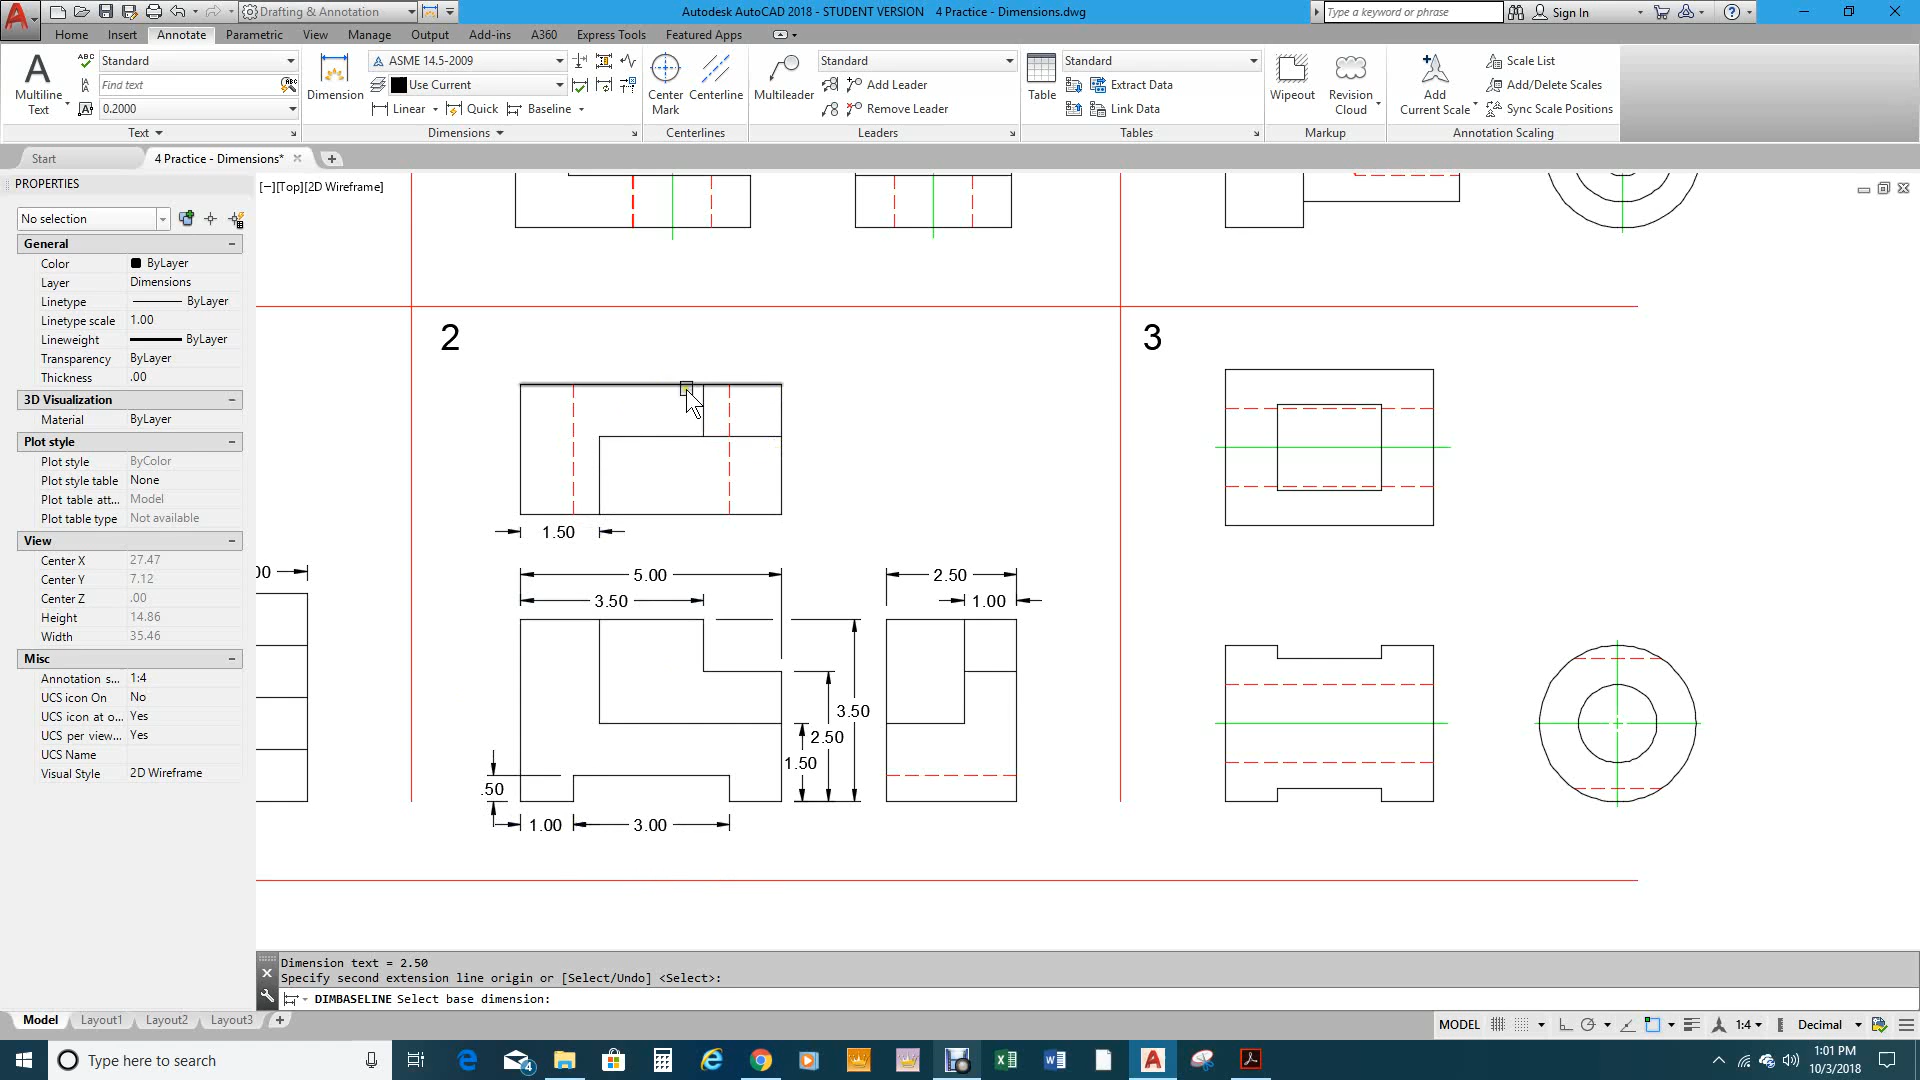 Drafting & Annotation
Autodesk AutoCAD 2018 - STUDENT VERSION 4 Practice - Dimensions.dwg
Type a keyword or phrase
Sign In
Home Insert Annotate Parametric View Manage Output Add-ins A360 Express Tools Featured Apps
Multiline
Text
ABC
Standard
Find text
0.2000
Text
Dimension
ASME 14.5-2009
Use Current
Linear
Quick
Baseline
Dimensions
Center
Mark
Centerline
Centerlines
Multileader
Standard
Add Leader
Remove Leader
Leaders
Table
Standard
Extract Data
Link Data
Tables
Wipeout
Revision
Cloud
Markup
Add
Current Scale
Scale List
Add/Delete Scales
Sync Scale Positions
Annotation Scaling
Start
4 Practice - Dimensions*
PROPERTIES
No selection
General
Color ByLayer
Layer Dimensions
Linetype ByLayer
Linetype scale 1.00
Lineweight ByLayer
Transparency ByLayer
Thickness .00
3D Visualization
Material ByLayer
Plot style
Plot style ByColor
Plot style table None
Plot table att... Model
Plot table type Not available
View
Center X 27.47
Center Y 7.12
Center Z .00
Height 14.86
Width 35.46
Misc
Annotation s... 1:4
UCS icon On No
UCS icon at o... Yes
UCS per view... Yes
UCS Name
Visual Style 2D Wireframe
[−][Top][2D Wireframe]
2
3
1.50
00
5.00
3.50
2.50
1.00
3.50
2.50
1.50
.50
1.00
3.00
Dimension text = 2.50
Specify second extension line origin or [Select/Undo] <Select>:
DIMBASELINE Select base dimension:
Model Layout1 Layout2 Layout3
MODEL
1:4
Decimal
Type here to search
4
1:01 PM
10/3/2018